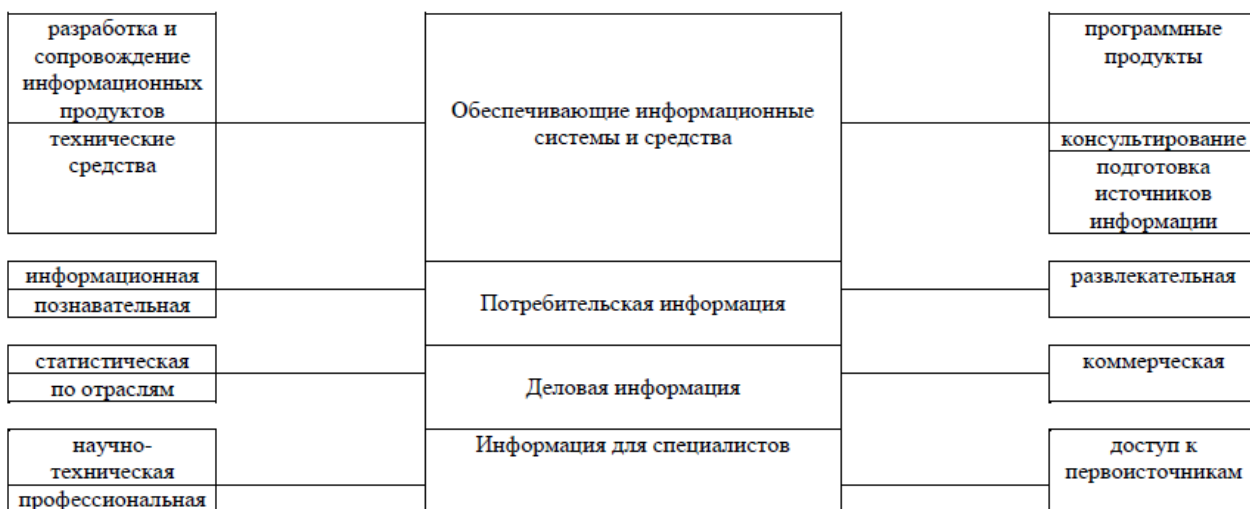 разработка и
сопровождение
информационных
продуктов
технические
средства
Обеспечивающие информационные
системы и средства
программные
продукты
консультирование
подготовка
источников
информации
информационная
познавательная
Потребительская информация
развлекательная
статистическая
по отраслям
Деловая информация
коммерческая
научно-
техническая
профессиональная
Информация для специалистов
доступ к
первоисточникам